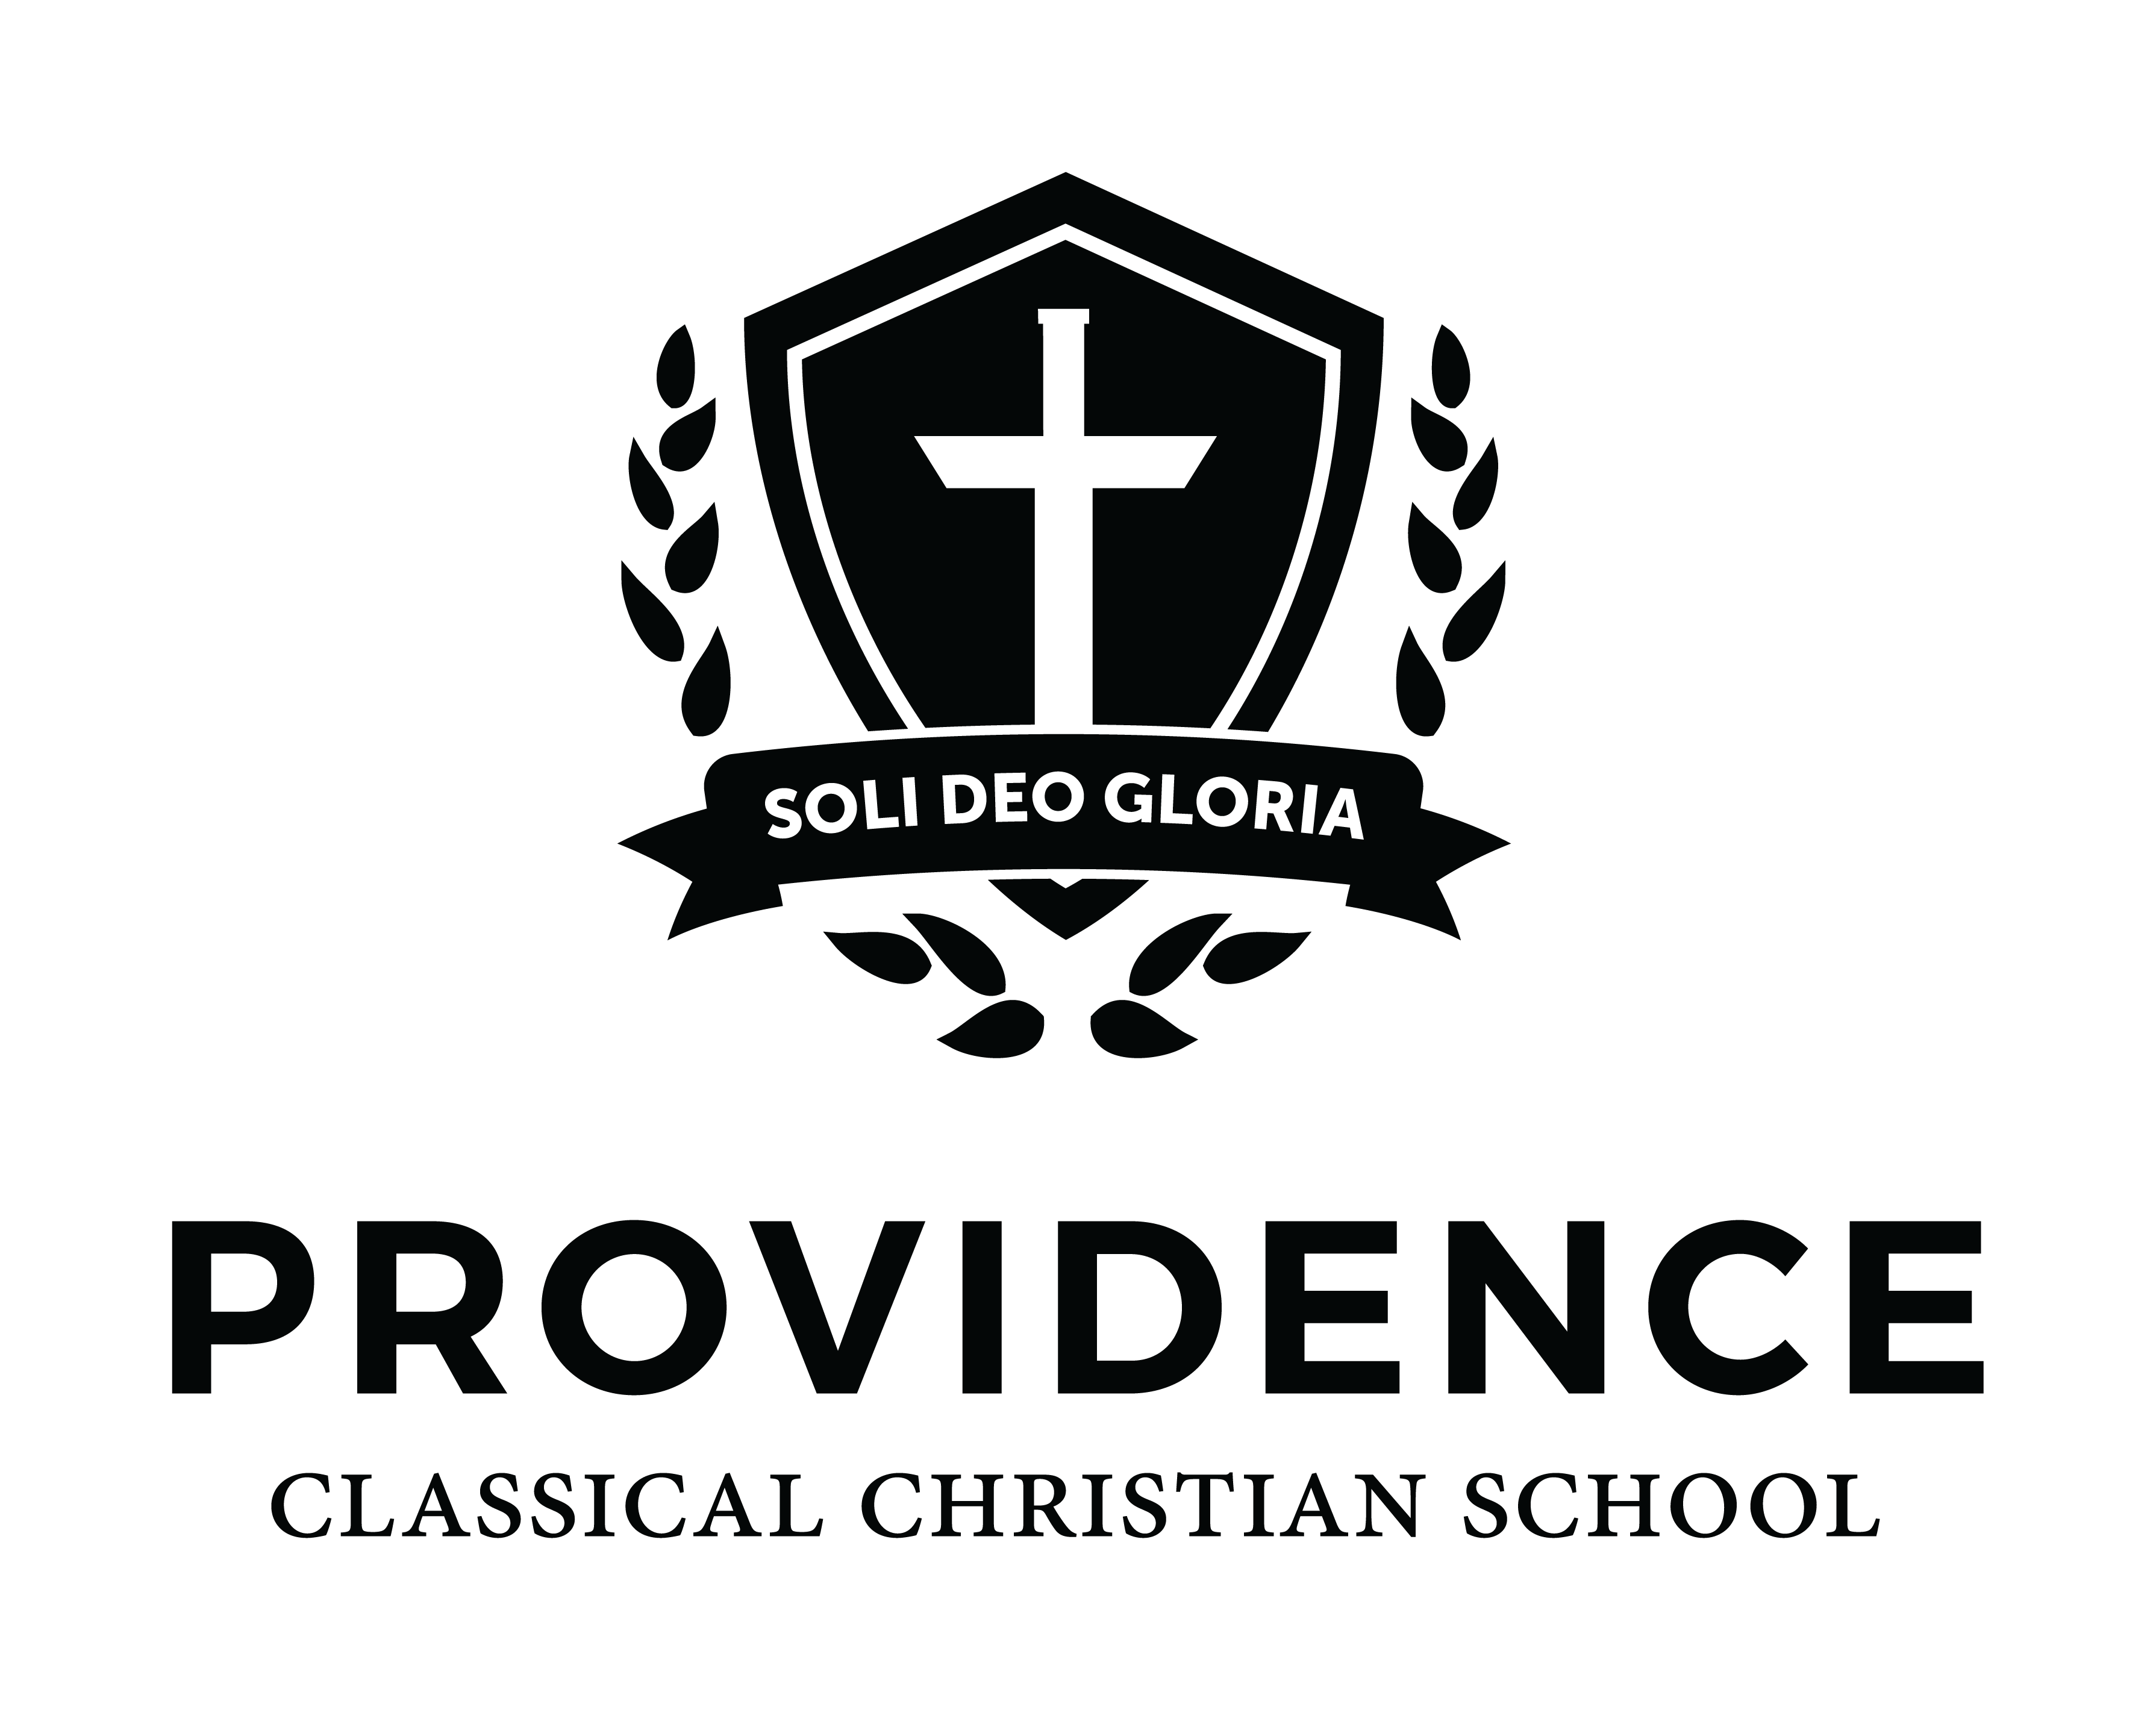 SOLI DEO GLORIA
PROVIDENCE
CLASSICAL CHRISTIAN SCHOOL